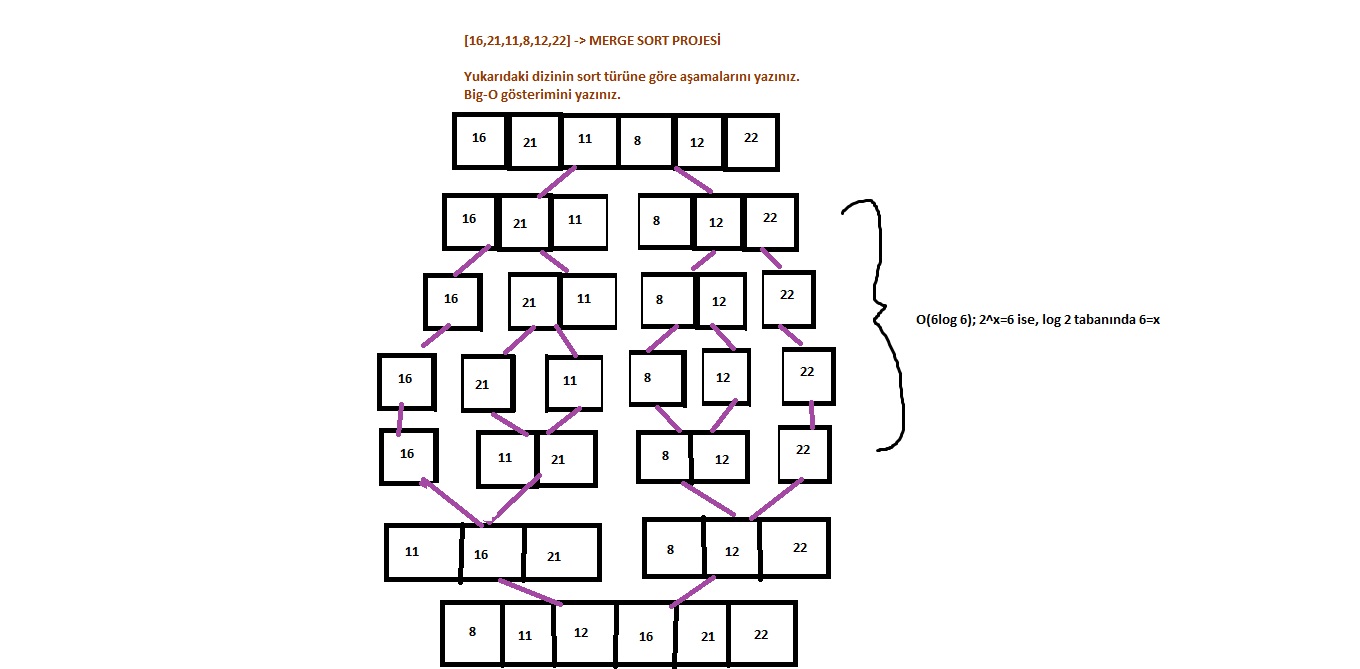 [16,21,11,8,12,22] -> MERGE SORT PROJESİ
Yukarıdaki dizinin sort türüne göre aşamalarını yazınız.
Big-O gösterimini yazınız.
16 21 11 8 12 22
16 21 11 8 12 22
16 21 11 8 12 22
O(6log 6); 2^x=6 ise, log 2 tabanında 6=x
16 21 11 8 12 22
16 11 21 8 12 22
11 16 21 8 12 22
8 11 12 16 21 22